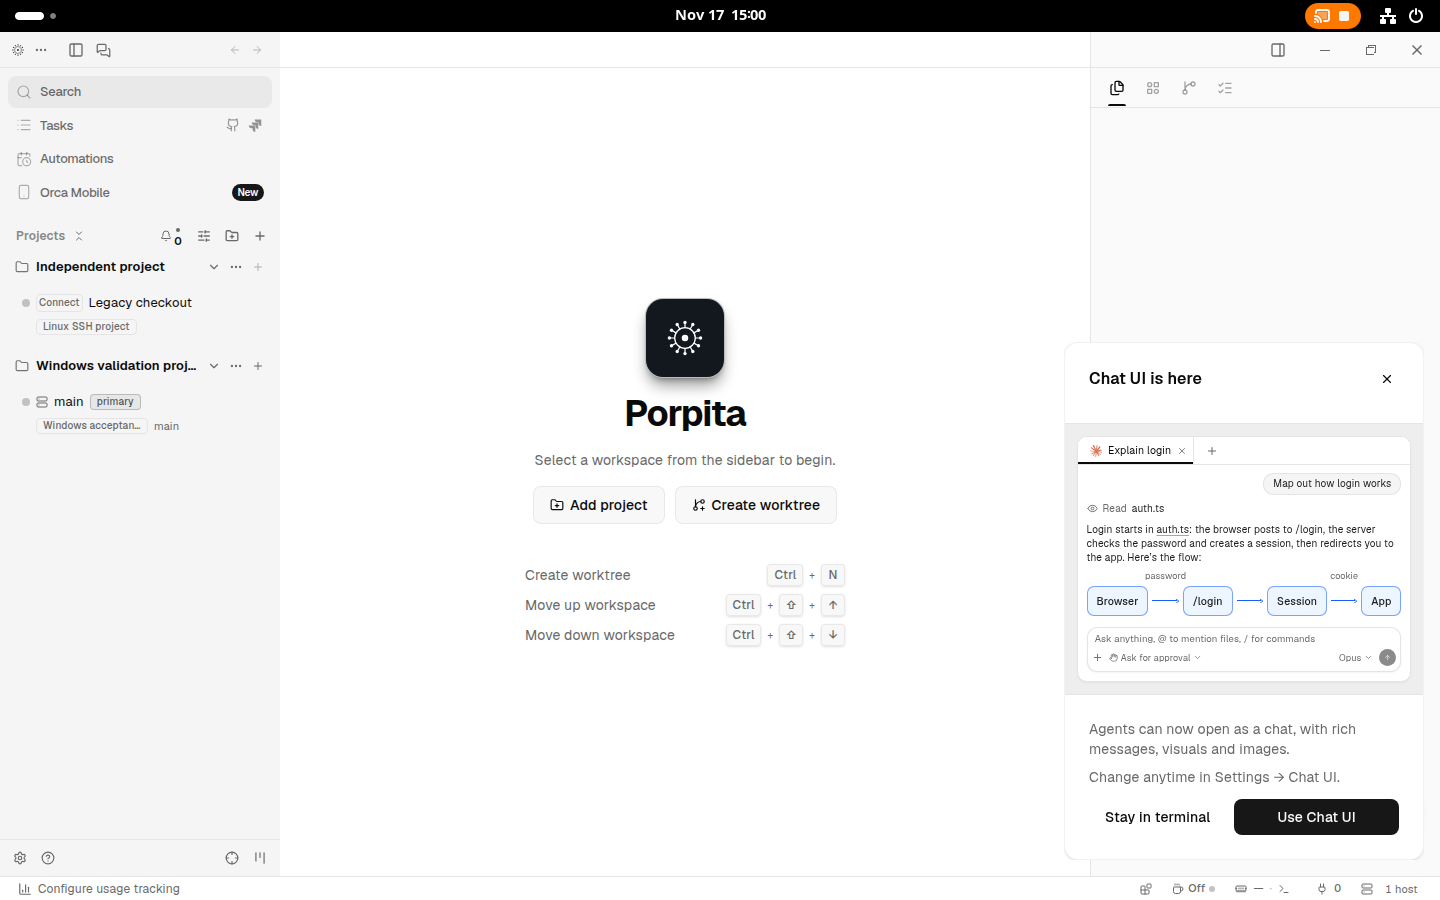 Nov 17 15:00
Search
Tasks
Automations
Orca Mobile
New
Projects
0
Independent project
Connect
Legacy checkout
Linux SSH project
Windows validation proj...
main
primary
Windows acceptan...
main
Porpita
Select a workspace from the sidebar to begin.
Add project
Create worktree
Create worktree
Ctrl + N
Move up workspace
Ctrl + ⇧ + ↑
Move down workspace
Ctrl + ⇧ + ↓
Chat UI is here
Explain login
Map out how login works
Read auth.ts
Login starts in auth.ts: the browser posts to /login, the server
checks the password and creates a session, then redirects you to
the app. Here's the flow:
password
cookie
Browser
/login
Session
App
Ask anything, @ to mention files, / for commands
Ask for approval
Opus
Agents can now open as a chat, with rich
messages, visuals and images.
Change anytime in Settings → Chat UI.
Stay in terminal
Use Chat UI
Configure usage tracking
Off
— ·
0
1 host